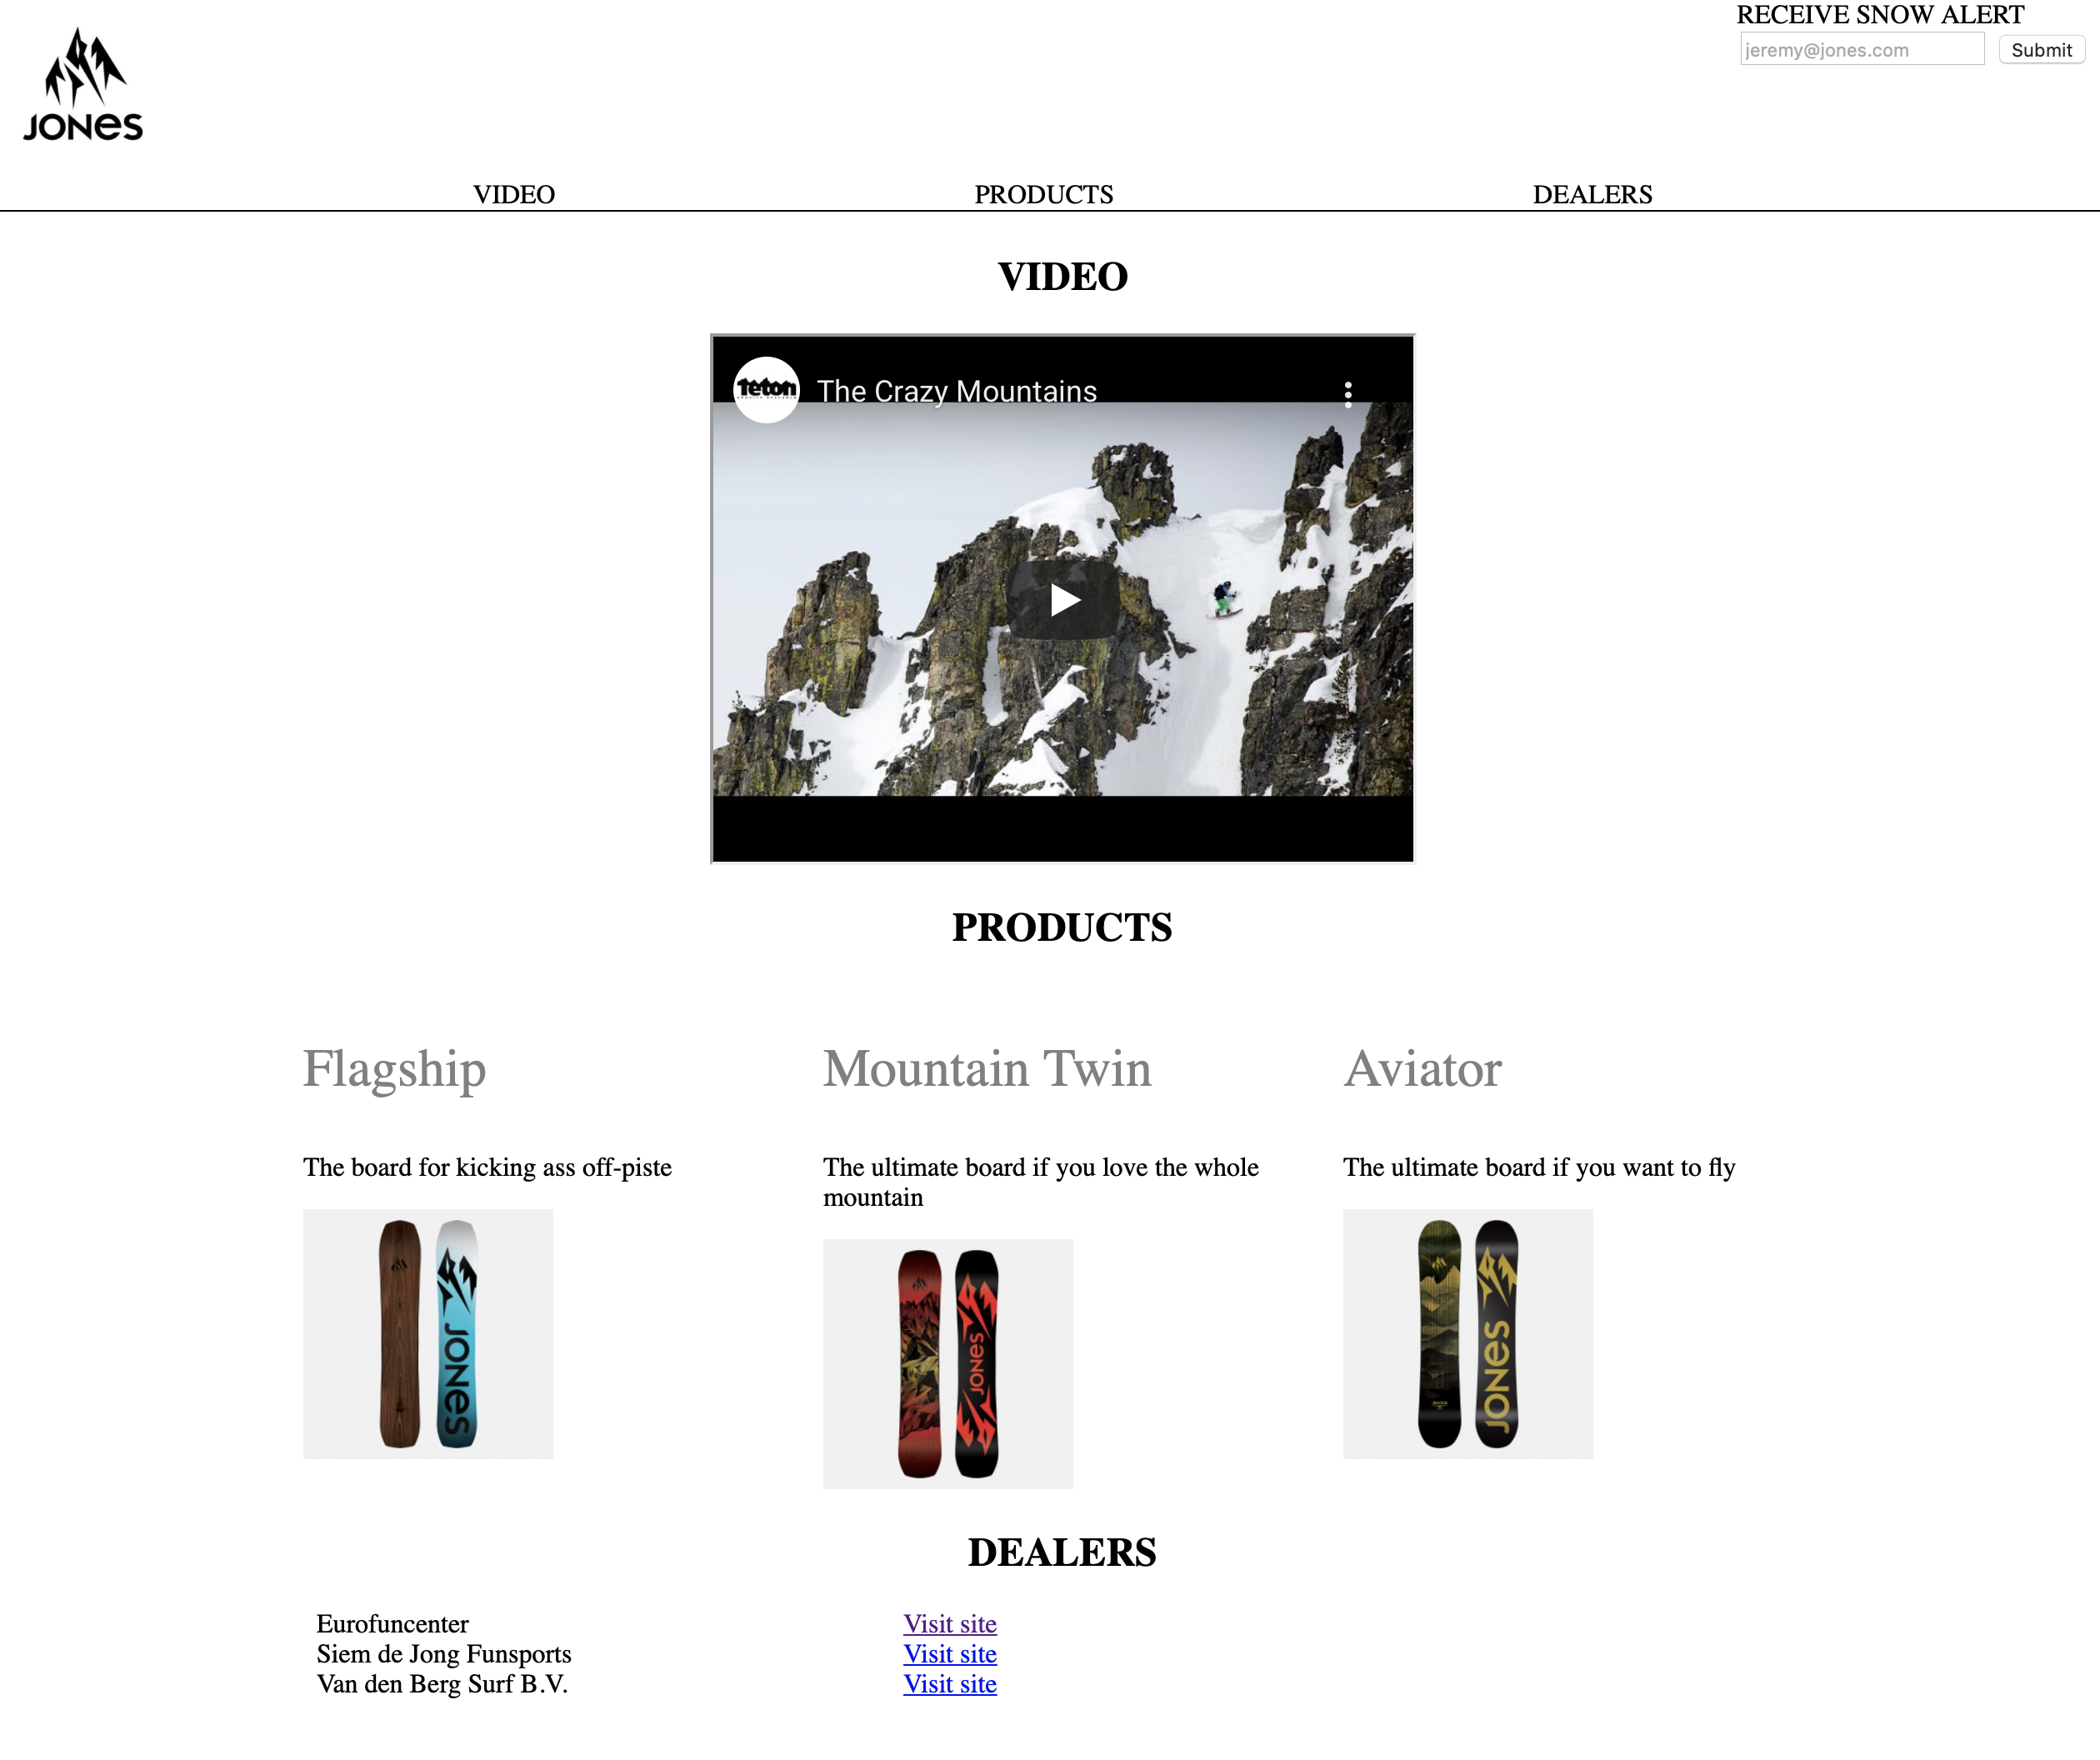 RECEIVE SNOW ALERT
jeremy@jones.com
Submit
JONES
VIDEO
PRODUCTS
DEALERS
VIDEO
Teton
The Crazy Mountains
PRODUCTS
Flagship
The board for kicking ass off-piste
JONES
Mountain Twin
The ultimate board if you love the whole
mountain
JONES
Aviator
The ultimate board if you want to fly
JONES
DEALERS
Eurofuncenter
Visit site
Siem de Jong Funsports
Visit site
Van den Berg Surf B.V.
Visit site